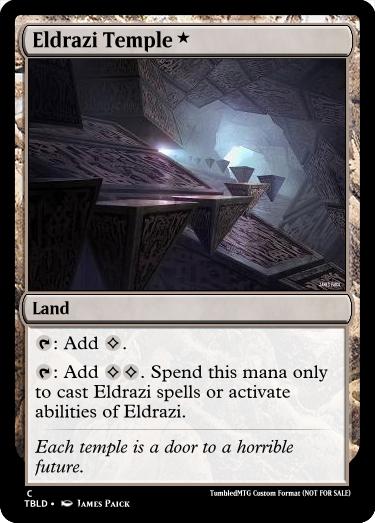 Eldrazi Temple ★
Land
: Add ◇.
: Add ◇◇. Spend this mana only
to cast Eldrazi spells or activate
abilities of Eldrazi.
Each temple is a door to a horrible
future.
C
TBLD • James Paick
TumbledMTG Custom Format (NOT FOR SALE)